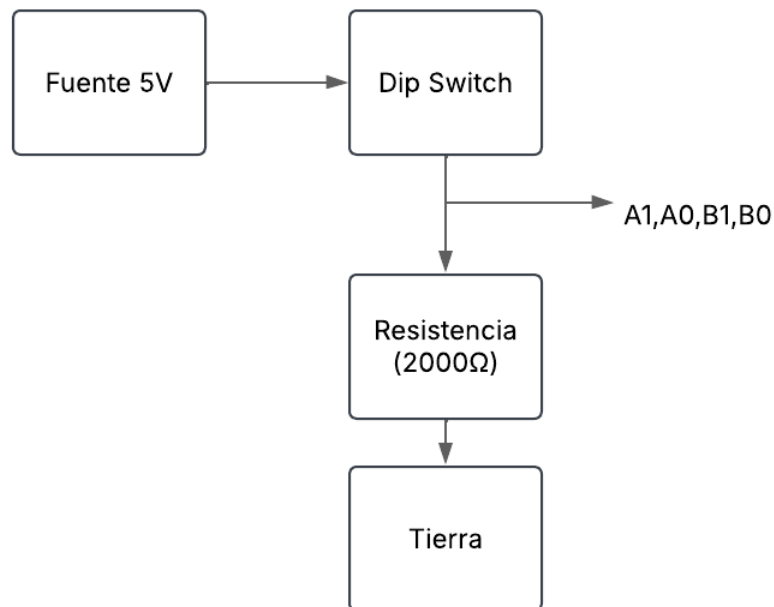 Fuente 5V
Dip Switch
A1,A0,B1,B0
Resistencia
(2000Ω)
Tierra